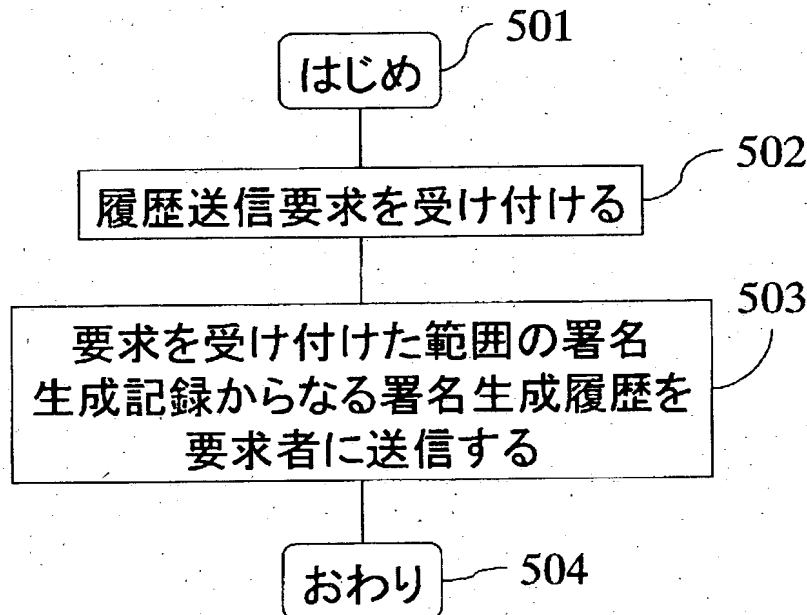 501
はじめ
502
履歴送信要求を受け付ける
503
要求を受け付けた範囲の署名
生成記録からなる署名生成履歴を
要求者に送信する
おわり
504